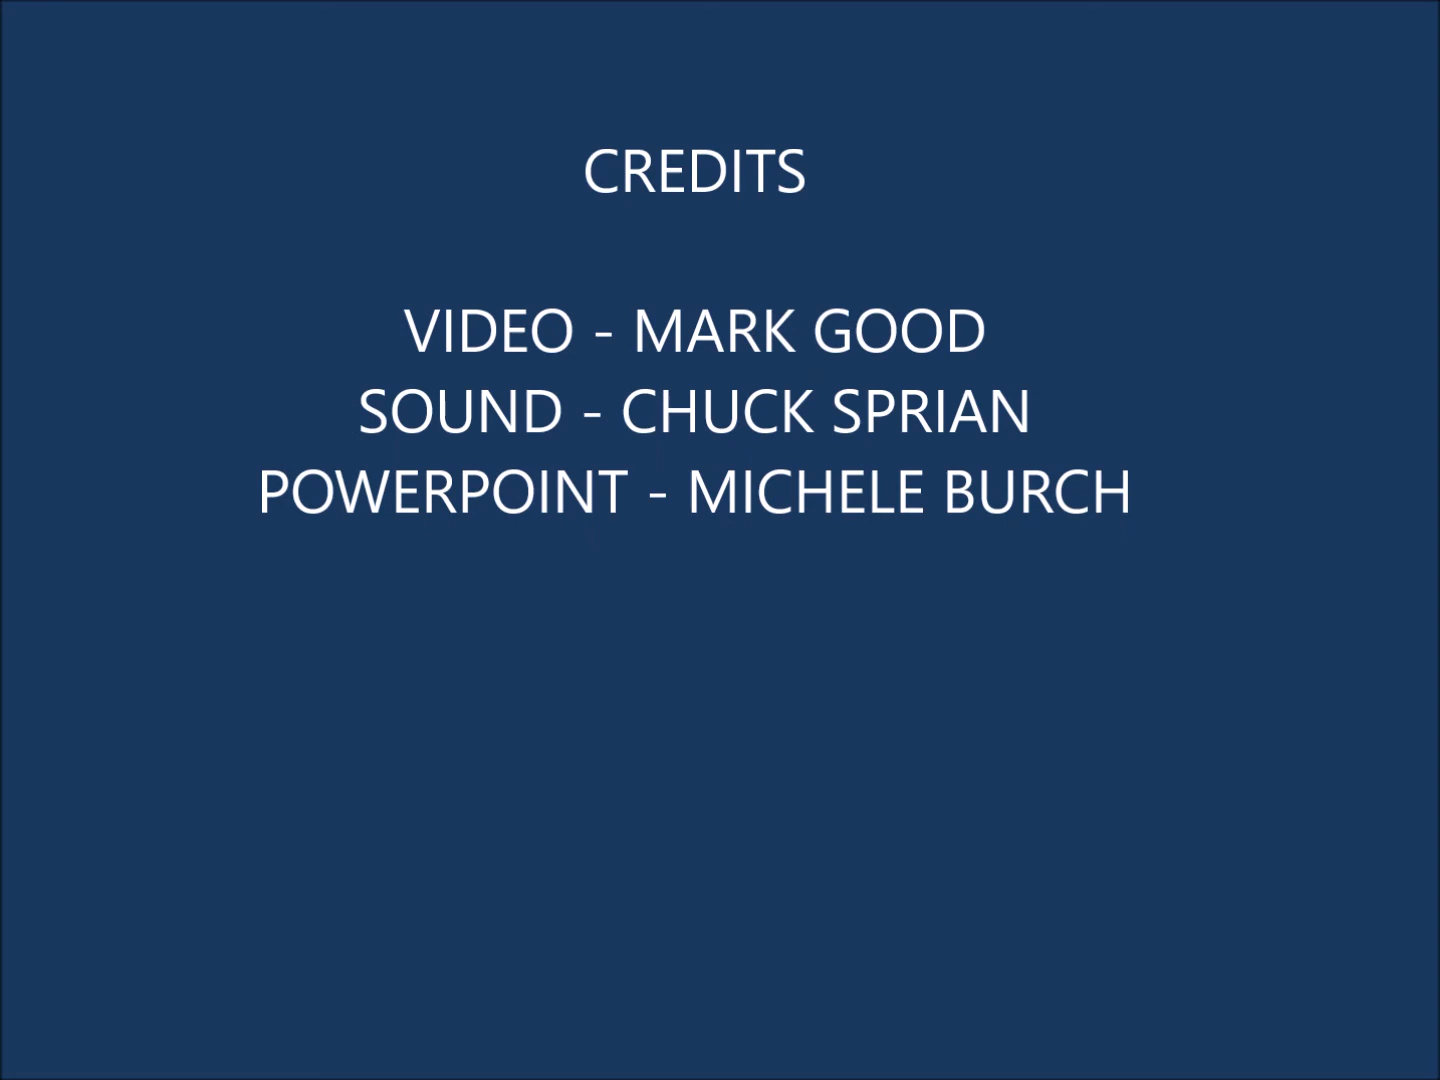 CREDITS
VIDEO - MARK GOOD
SOUND - CHUCK SPRIAN
POWERPOINT - MICHELE BURCH